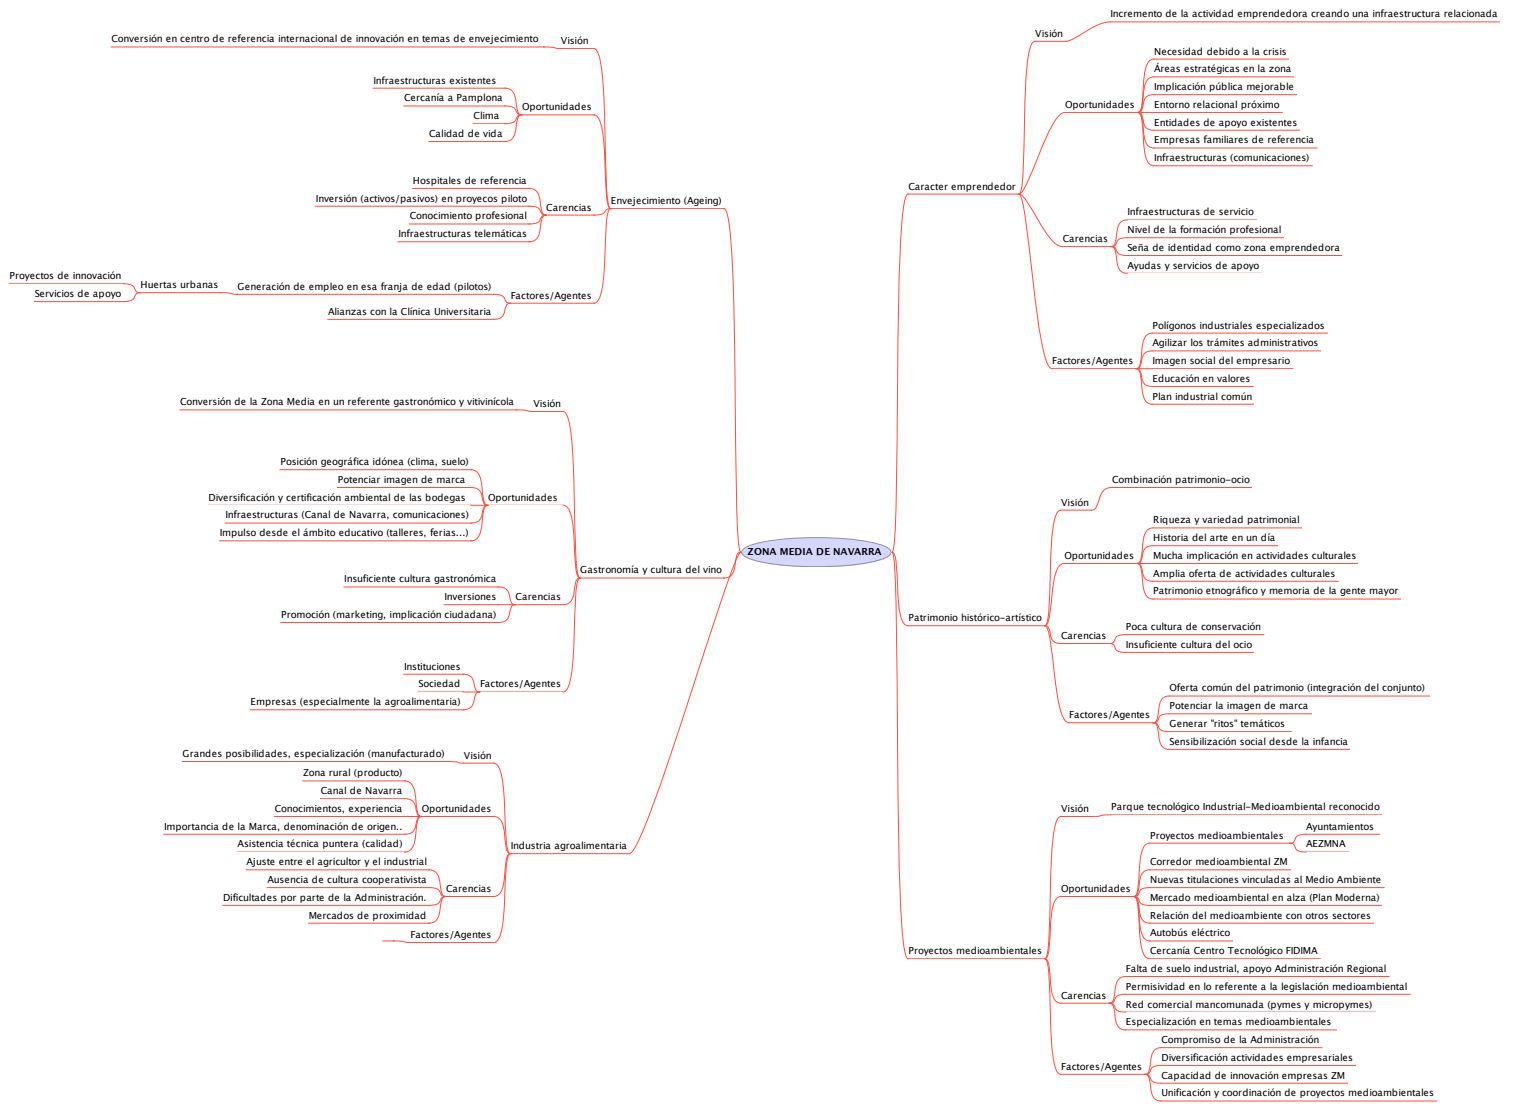 ZONA MEDIA DE NAVARRA
Envejecimiento (Ageing)
Visión
Conversión en centro de referencia internacional de innovación en temas de envejecimiento
Oportunidades
Infraestructuras existentes
Cercanía a Pamplona
Clima
Calidad de vida
Carencias
Hospitales de referencia
Inversión (activos/pasivos) en proyecos piloto
Conocimiento profesional
Infraestructuras telemáticas
Factores/Agentes
Generación de empleo en esa franja de edad (pilotos)
Huertas urbanas
Proyectos de innovación
Servicios de apoyo
Alianzas con la Clínica Universitaria
Gastronomía y cultura del vino
Visión
Conversión de la Zona Media en un referente gastronómico y vitivinícola
Oportunidades
Posición geográfica idónea (clima, suelo)
Potenciar imagen de marca
Diversificación y certificación ambiental de las bodegas
Infraestructuras (Canal de Navarra, comunicaciones)
Impulso desde el ámbito educativo (talleres, ferias...)
Carencias
Insuficiente cultura gastronómica
Inversiones
Promoción (marketing, implicación ciudadana)
Factores/Agentes
Instituciones
Sociedad
Empresas (especialmente la agroalimentaria)
Industria agroalimentaria
Visión
Grandes posibilidades, especialización (manufacturado)
Oportunidades
Zona rural (producto)
Canal de Navarra
Conocimientos, experiencia
Importancia de la Marca, denominación de origen..
Asistencia técnica puntera (calidad)
Carencias
Ajuste entre el agricultor y el industrial
Ausencia de cultura cooperativista
Dificultades por parte de la Administración.
Mercados de proximidad
Factores/Agentes
Caracter emprendedor
Visión
Incremento de la actividad emprendedora creando una infraestructura relacionada
Oportunidades
Necesidad debido a la crisis
Áreas estratégicas en la zona
Implicación pública mejorable
Entorno relacional próximo
Entidades de apoyo existentes
Empresas familiares de referencia
Infraestructuras (comunicaciones)
Carencias
Infraestructuras de servicio
Nivel de la formación profesional
Seña de identidad como zona emprendedora
Ayudas y servicios de apoyo
Factores/Agentes
Polígonos industriales especializados
Agilizar los trámites administrativos
Imagen social del empresario
Educación en valores
Plan industrial común
Patrimonio histórico-artístico
Visión
Combinación patrimonio-ocio
Oportunidades
Riqueza y variedad patrimonial
Historia del arte en un día
Mucha implicación en actividades culturales
Amplia oferta de actividades culturales
Patrimonio etnográfico y memoria de la gente mayor
Carencias
Poca cultura de conservación
Insuficiente cultura del ocio
Factores/Agentes
Oferta común del patrimonio (integración del conjunto)
Potenciar la imagen de marca
Generar "ritos" temáticos
Sensibilización social desde la infancia
Proyectos medioambientales
Visión
Parque tecnológico Industrial-Medioambiental reconocido
Oportunidades
Proyectos medioambientales
Ayuntamientos
AEZMNA
Corredor medioambiental ZM
Nuevas titulaciones vinculadas al Medio Ambiente
Mercado medioambiental en alza (Plan Moderna)
Relación del medioambiente con otros sectores
Autobús eléctrico
Cercanía Centro Tecnológico FIDIMA
Carencias
Falta de suelo industrial, apoyo Administración Regional
Permisividad en lo referente a la legislación medioambiental
Red comercial mancomunada (pymes y micropymes)
Especialización en temas medioambientales
Factores/Agentes
Compromiso de la Administración
Diversificación actividades empresariales
Capacidad de innovación empresas ZM
Unificación y coordinación de proyectos medioambientales